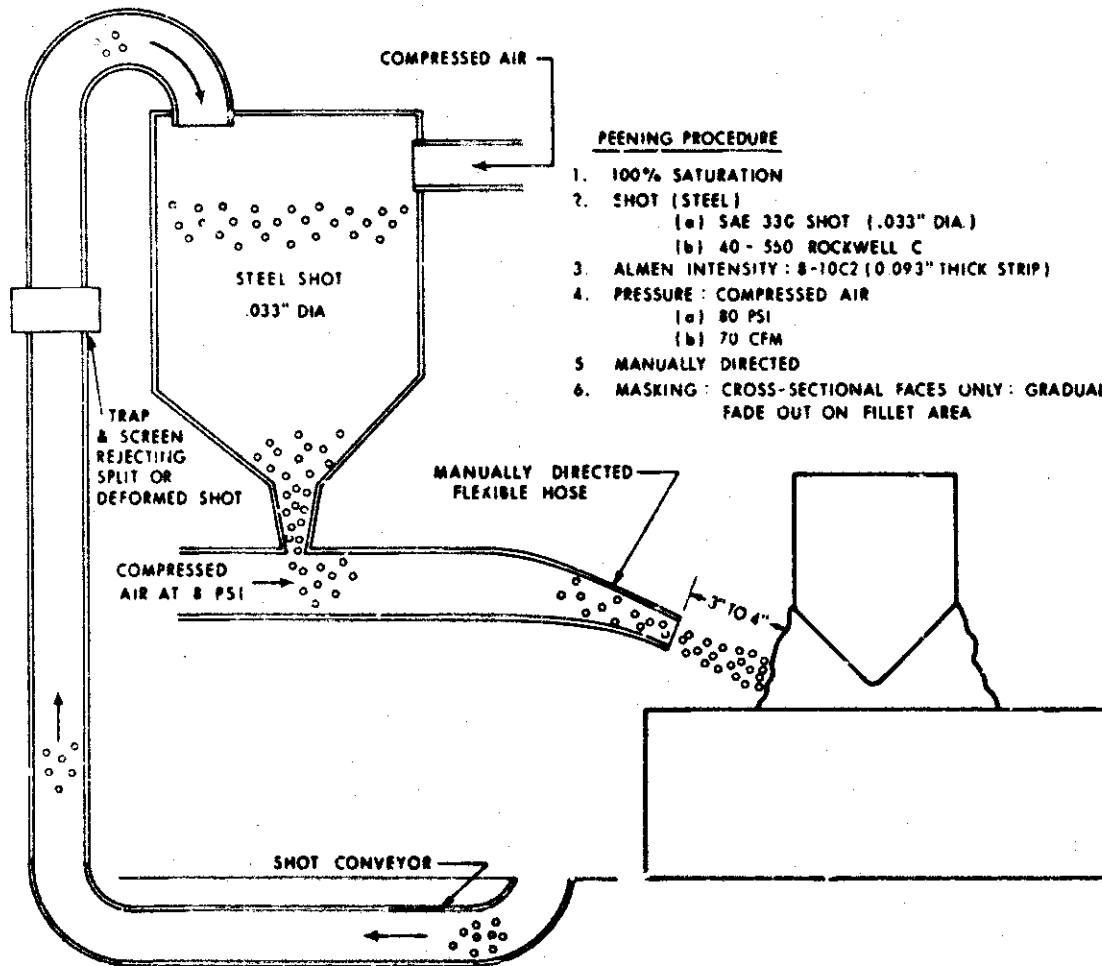 COMPRESSED AIR
PEENING PROCEDURE
1. 100% SATURATION
2. SHOT (STEEL)
(a) SAE 330 SHOT (.033" DIA.)
(b) 40 - 550 ROCKWELL C
3. ALMEN INTENSITY : 8-10C2 (0.093" THICK STRIP)
4. PRESSURE : COMPRESSED AIR
(a) 80 PSI
(b) 70 CFM
5 MANUALLY DIRECTED
6. MASKING : CROSS-SECTIONAL FACES ONLY : GRADUAL
FADE OUT ON FILLET AREA
STEEL SHOT
.033" DIA
TRAP
& SCREEN
REJECTING
SPLIT OR
DEFORMED SHOT
MANUALLY DIRECTED
FLEXIBLE HOSE
COMPRESSED
AIR AT 8 PSI
3" TO 4"
SHOT CONVEYOR